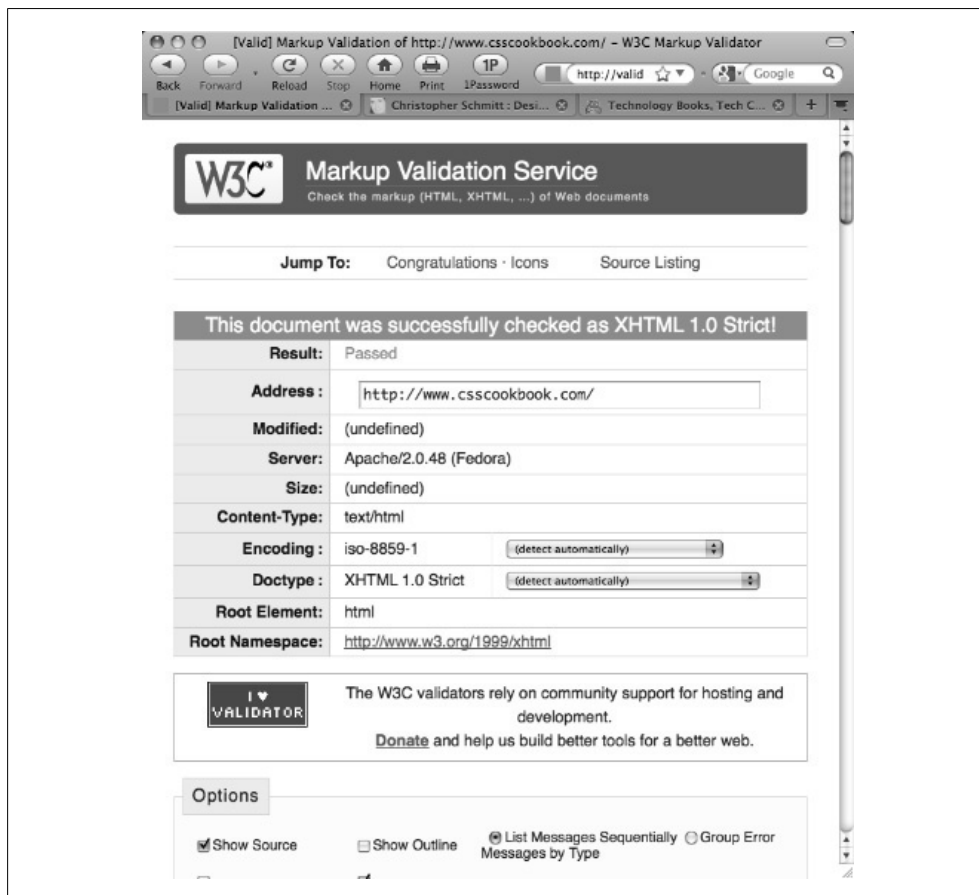 [Valid] Markup Validation of http://www.csscookbook.com/ – W3C Markup Validator
1P
http://valid
Google
Back Forward Reload Stop Home Print 1Password
[Valid] Markup Validation ...
Christopher Schmitt : Desi...
Technology Books, Tech C...
W3C®
Markup Validation Service
Check the markup (HTML, XHTML, ...) of Web documents
Jump To: Congratulations · Icons Source Listing
This document was successfully checked as XHTML 1.0 Strict!
Result: Passed
Address : http://www.csscookbook.com/
Modified: (undefined)
Server: Apache/2.0.48 (Fedora)
Size: (undefined)
Content-Type: text/html
Encoding : iso-8859-1 (detect automatically)
Doctype : XHTML 1.0 Strict (detect automatically)
Root Element: html
Root Namespace: http://www.w3.org/1999/xhtml
I ♥
VALIDATOR
The W3C validators rely on community support for hosting and
development.
Donate and help us build better tools for a better web.
Options
Show Source
Show Outline
List Messages Sequentially Group Error
Messages by Type